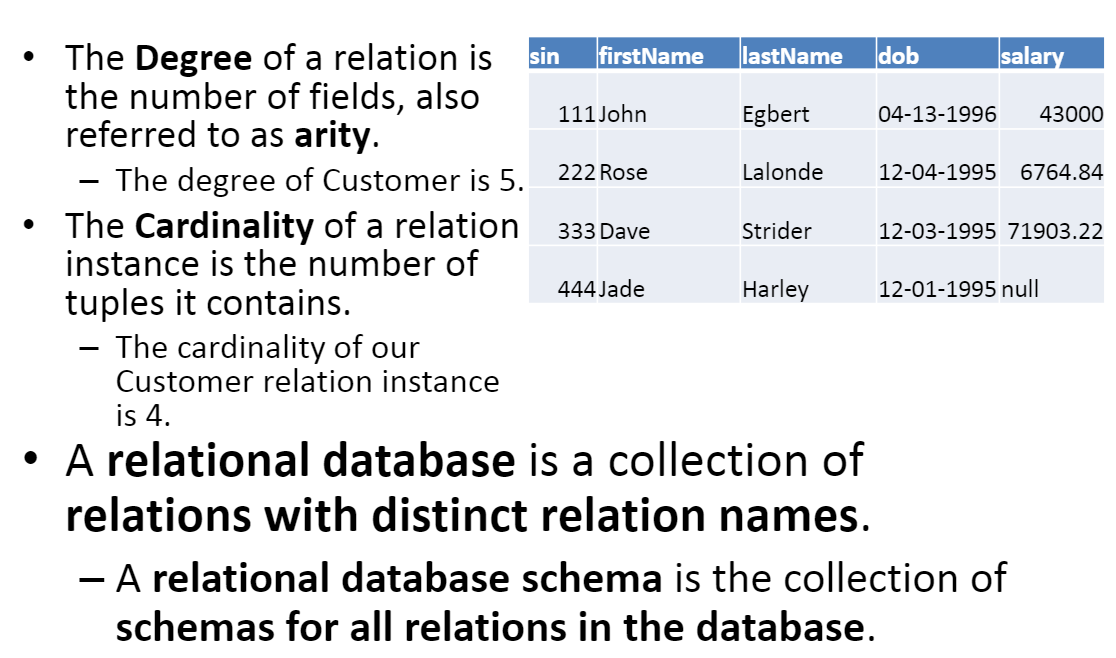 • The Degree of a relation is
the number of fields, also
referred to as arity.
– The degree of Customer is 5.
• The Cardinality of a relation
instance is the number of
tuples it contains.
– The cardinality of our
Customer relation instance
is 4.
sin firstName lastName dob salary
111 John Egbert 04-13-1996 43000
222 Rose Lalonde 12-04-1995 6764.84
333 Dave Strider 12-03-1995 71903.22
444 Jade Harley 12-01-1995 null
• A relational database is a collection of
relations with distinct relation names.
– A relational database schema is the collection of
schemas for all relations in the database.